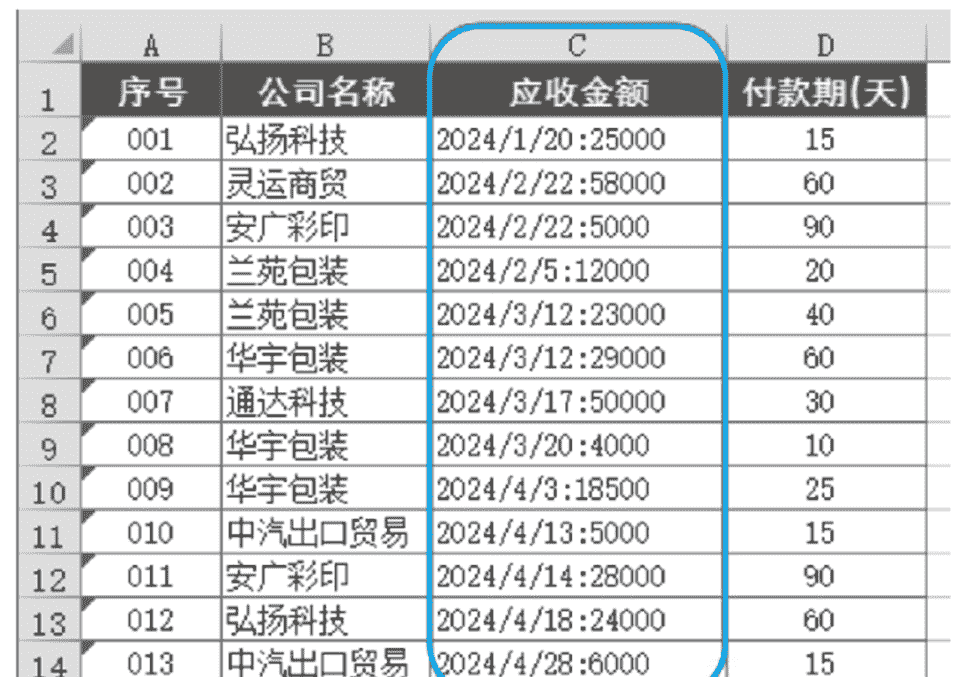 A B C D
1 序号 公司名称 应收金额 付款期(天)
2 001 弘扬科技 2024/1/20:25000 15
3 002 灵运商贸 2024/2/22:58000 60
4 003 安广彩印 2024/2/22:5000 90
5 004 兰苑包装 2024/2/5:12000 20
6 005 兰苑包装 2024/3/12:23000 40
7 006 华宇包装 2024/3/12:29000 60
8 007 通达科技 2024/3/17:50000 30
9 008 华宇包装 2024/3/20:4000 10
10 009 华宇包装 2024/4/3:18500 25
11 010 中汽出口贸易 2024/4/13:5000 15
12 011 安广彩印 2024/4/14:28000 90
13 012 弘扬科技 2024/4/18:24000 60
14 013 中汽出口贸易 2024/4/28:6000 15